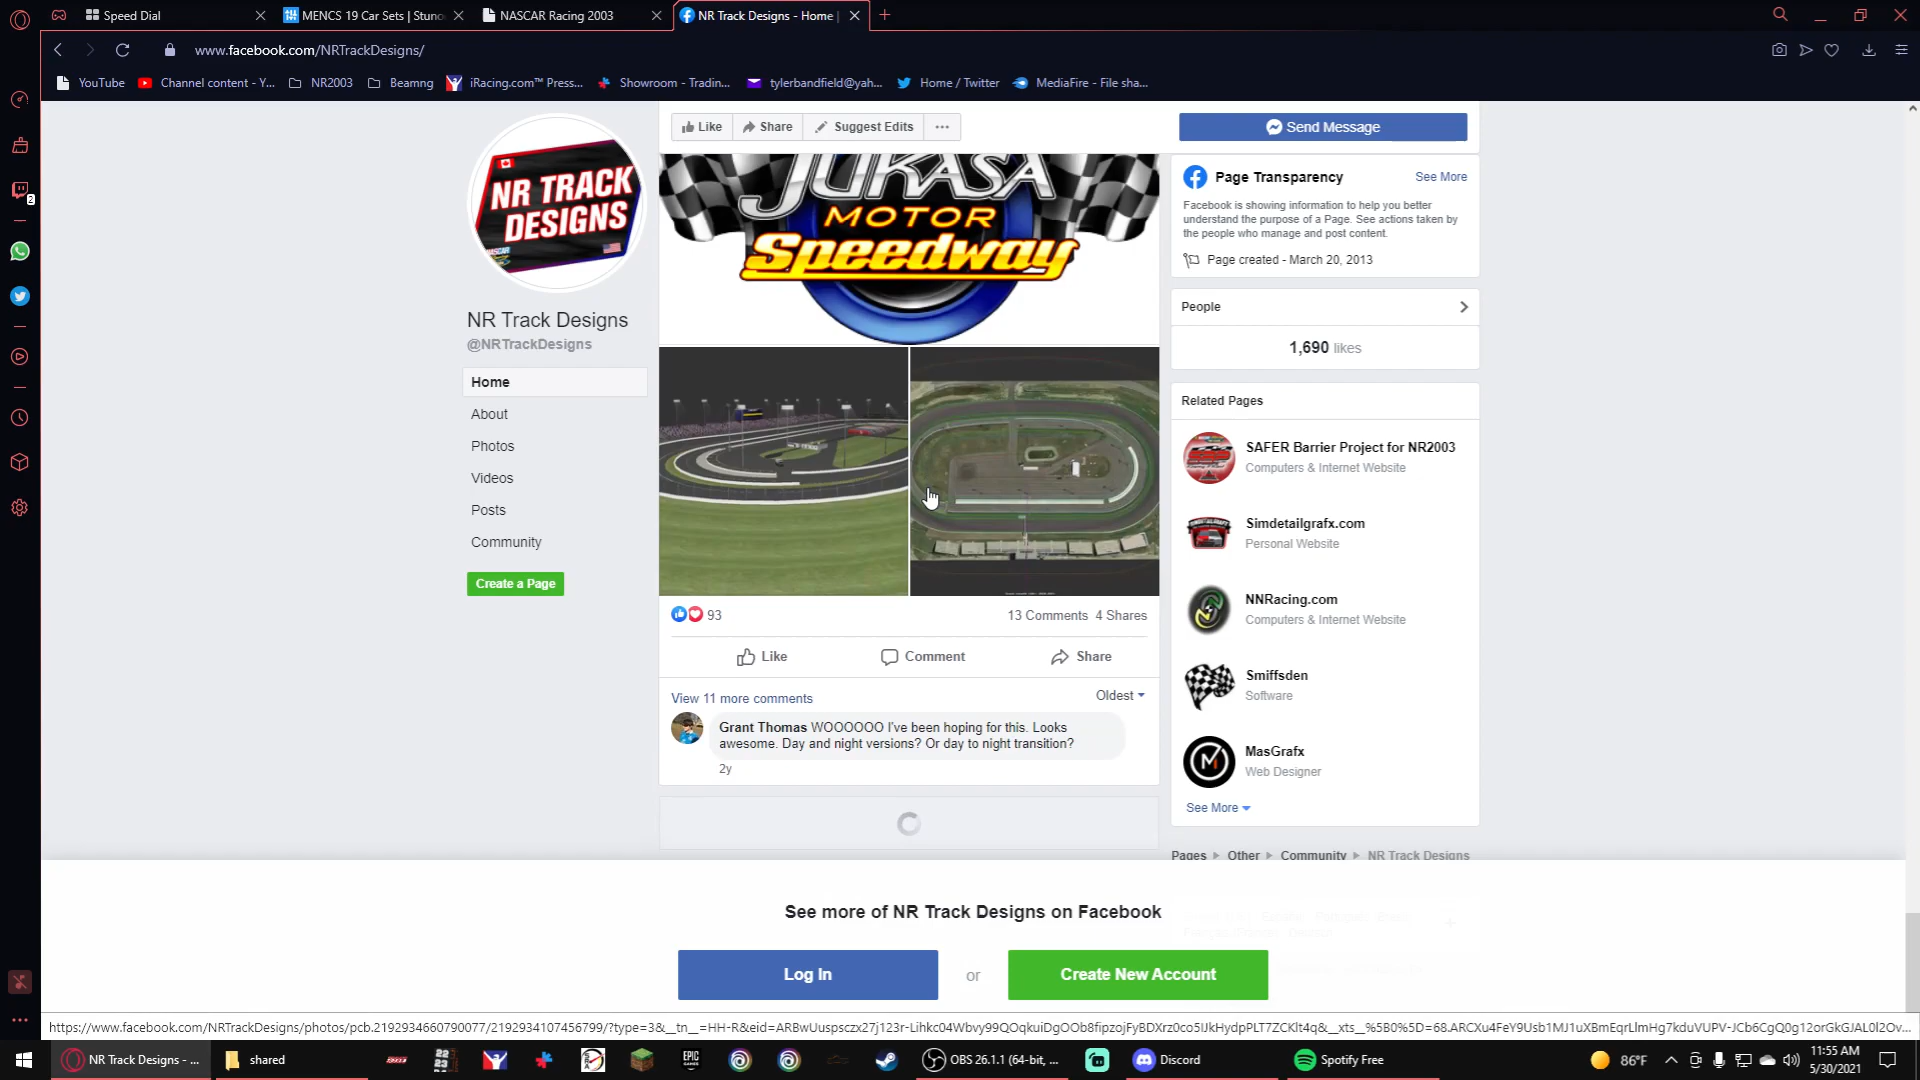 Speed Dial
MENCS 19 Car Sets | Stuno
NASCAR Racing 2003
NR Track Designs - Home |
www.facebook.com/NRTrackDesigns/
YouTube
Channel content - Y...
NR2003
Beamng
iRacing.com™ Press...
Showroom - Tradin...
tylerbandfield@yah...
Home / Twitter
MediaFire - File sha...
2
NR TRACK
DESIGNS
NR Track Designs
@NRTrackDesigns
Home
About
Photos
Videos
Posts
Community
Create a Page
Like
Share
Suggest Edits
Send Message
JUKASA
MOTOR
Speedway
93
13 Comments 4 Shares
Like
Comment
Share
View 11 more comments
Oldest
Grant Thomas WOOOOOO I've been hoping for this. Looks
awesome. Day and night versions? Or day to night transition?
2y
Page Transparency
See More
Facebook is showing information to help you better
understand the purpose of a Page. See actions taken by
the people who manage and post content.
Page created - March 20, 2013
People
1,690 likes
Related Pages
SAFER Barrier Project for NR2003
Computers & Internet Website
Simdetailgrafx.com
Personal Website
NNRacing.com
Computers & Internet Website
Smiffsden
Software
MasGrafx
Web Designer
See More
Pages
Other
Community
NR Track Designs
See more of NR Track Designs on Facebook
Log In
or
Create New Account
NR Track Designs - ...
shared
OBS 26.1.1 (64-bit, ...
Discord
Spotify Free
86°F
11:55 AM
5/30/2021